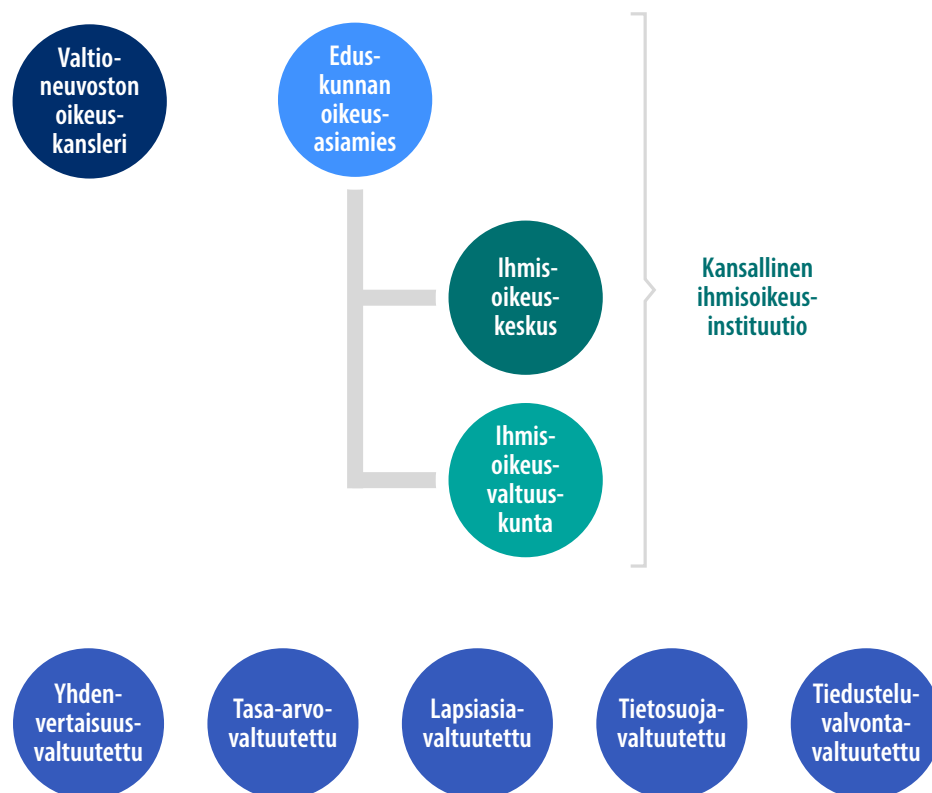 Valtio-
neuvoston
oikeus-
kansleri
Edus-
kunnan
oikeus-
asiamies
Ihmis-
oikeus-
keskus
Kansallinen
ihmisoikeus-
instituutio
Ihmis-
oikeus-
valtuus-
kunta
Yhden-
vertaisuus-
valtuutettu
Tasa-arvo-
valtuutettu
Lapsiasia-
valtuutettu
Tietosuoja-
valtuutettu
Tiedustelu-
valvonta-
valtuutettu